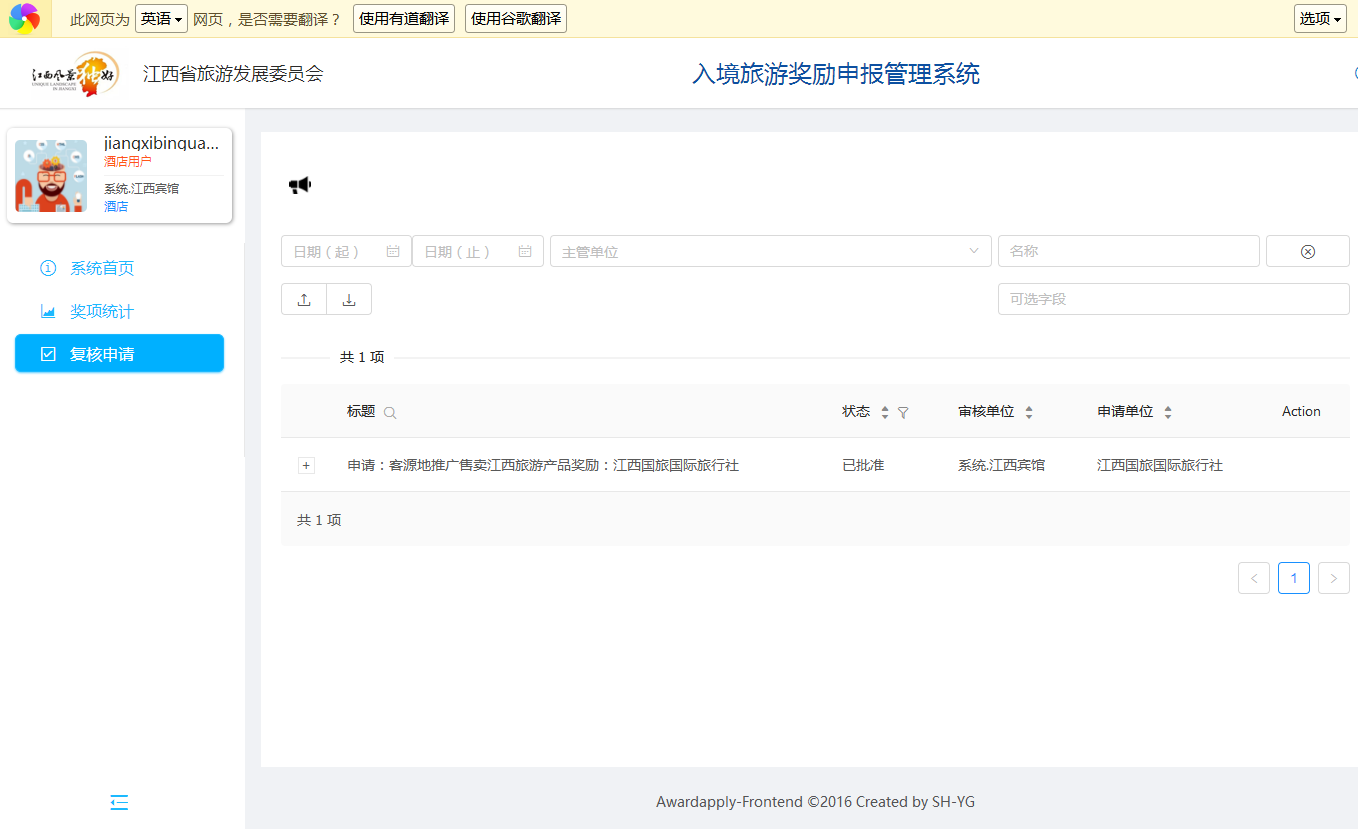 此网页为 英语 网页，是否需要翻译？ 使用有道翻译 使用谷歌翻译 选项
江西风景独好
UNIQUE LANDSCAPE
IN JIANGXI
江西省旅游发展委员会
入境旅游奖励申报管理系统
jiangxibingua...
酒店用户
系统.江西宾馆
酒店
系统首页
奖项统计
复核申请
日期（起） 日期（止） 主管单位 名称
可选字段
共 1 项
标题 状态 审核单位 申请单位 Action
申请：客源地推广售卖江西旅游产品奖励：江西国旅国际旅行社 已批准 系统.江西宾馆 江西国旅国际旅行社
共 1 项
1
Awardapply-Frontend ©2016 Created by SH-YG